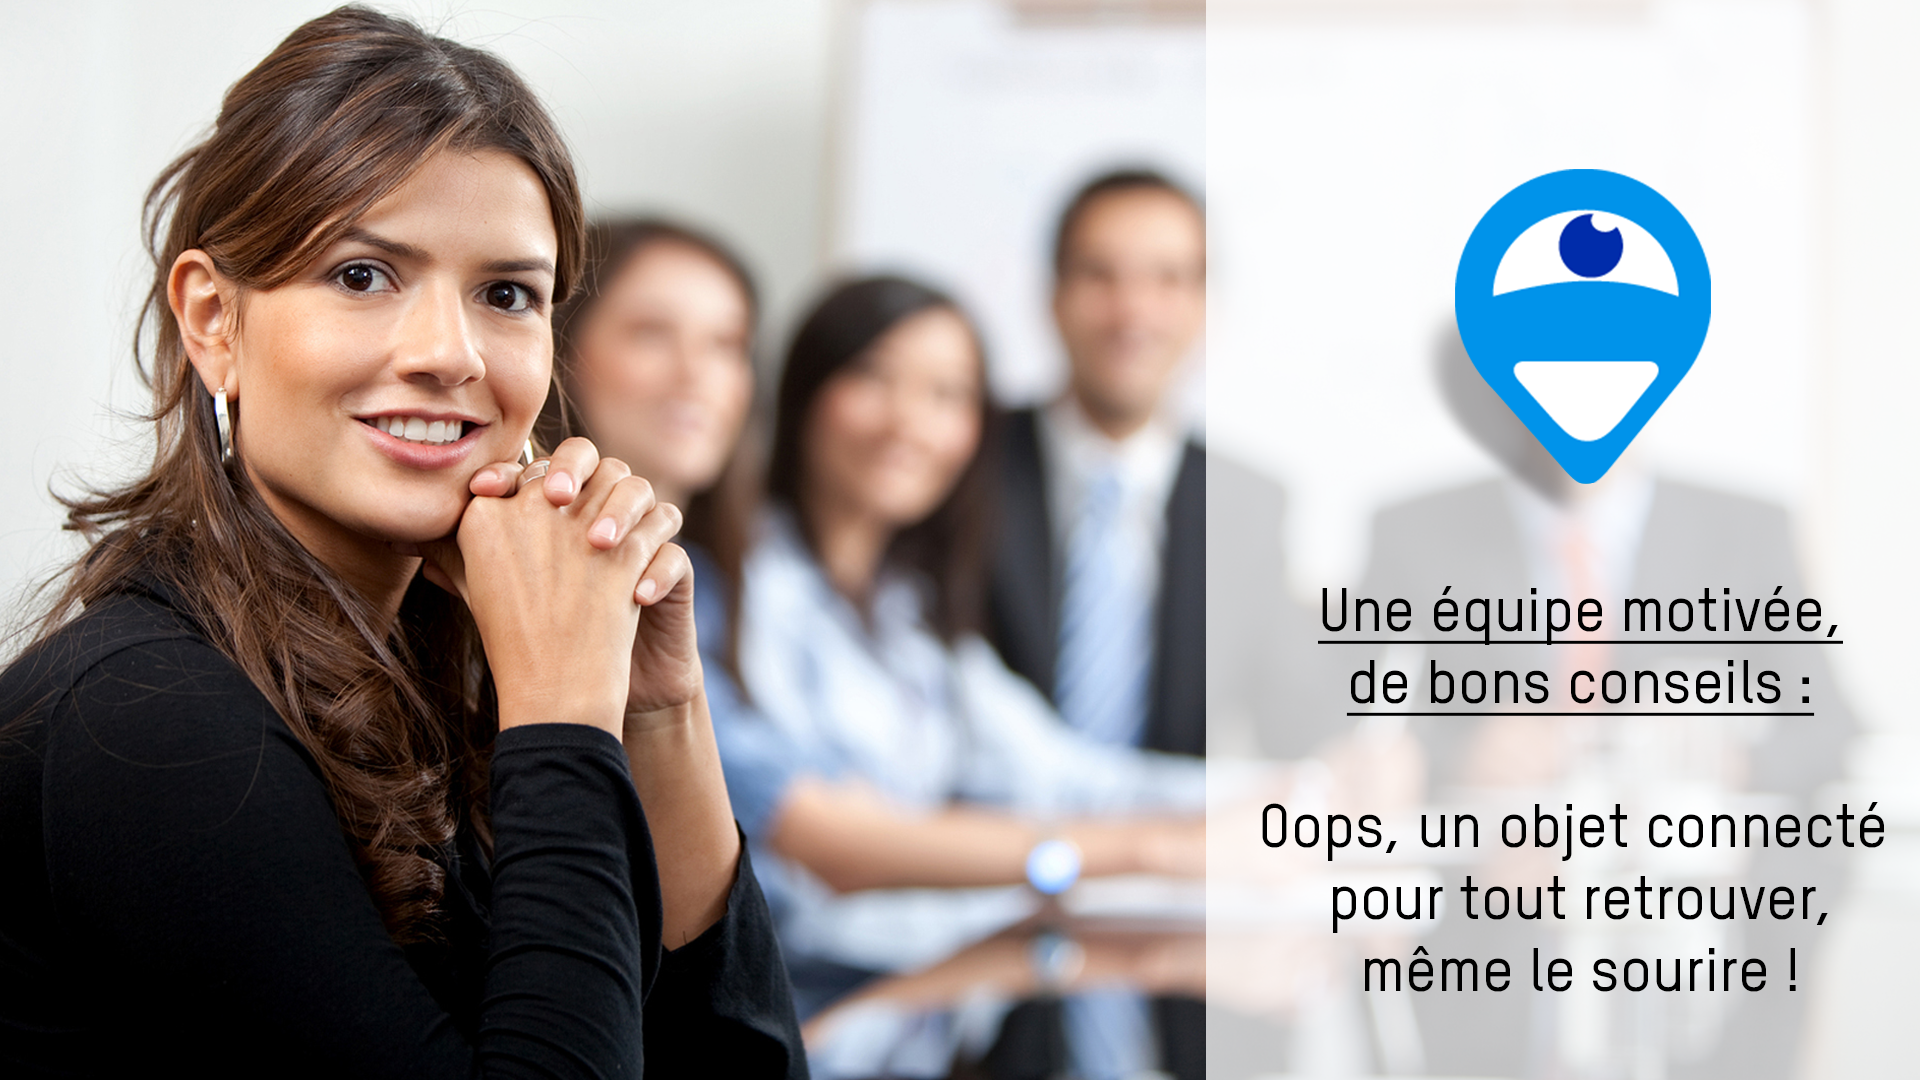 Une équipe motivée,
de bons conseils :
Oops, un objet connecté
pour tout retrouver,
même le sourire !